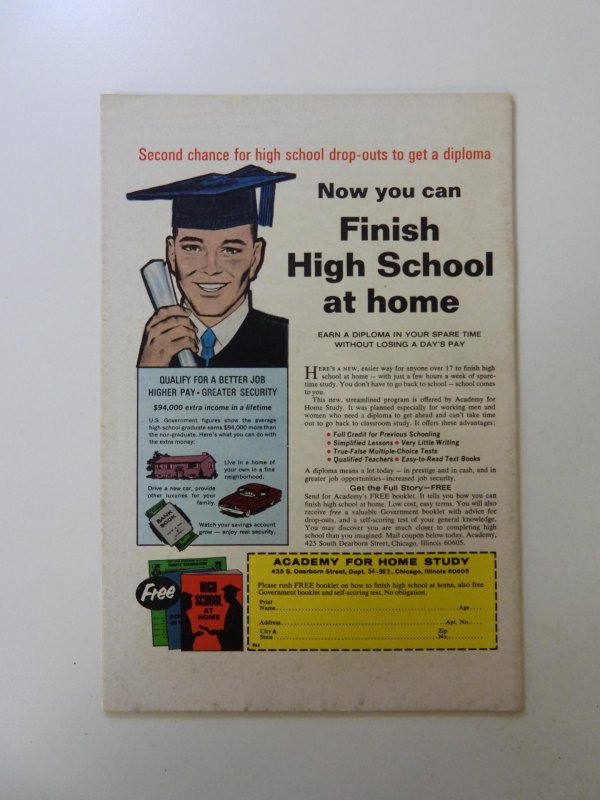 Second chance for high school drop-outs to get a diploma
Now you can
Finish
High School
at home
EARN A DIPLOMA IN YOUR SPARE TIME
WITHOUT LOSING A DAY'S PAY
HERE'S A NEW, easier way for anyone over 17 to finish high
school at home — with just a few hours a week of spare-
time study. You don't have to go back to school — school comes
to you.
This new, streamlined program is offered by Academy for
Home Study. It was planned especially for working men and
women who need a diploma to get ahead and can't take time
out to go back to classroom study. It offers these advantages:
• Full Credit for Previous Schooling
• Simplified Lessons • Very Little Writing
• True-False Multiple-Choice Tests
• Qualified Teachers • Easy-to-Read Text Books
A diploma means a lot today — in prestige and in cash, and in
greater job opportunities—increased job security.
Get the Full Story—FREE
Send for Academy's FREE booklet. It tells you how you can
finish high school at home. Low cost, easy terms. You will also
receive free a valuable Government booklet with advice for
drop-outs, and a self-scoring test of your general knowledge.
You may discover you are much closer to completing high
school than you imagined. Mail coupon below today. Academy,
425 South Dearborn Street, Chicago, Illinois 60605.
QUALIFY FOR A BETTER JOB
HIGHER PAY • GREATER SECURITY
$94,000 extra income in a lifetime
U.S. Government figures show the average
high school graduate earns $94,000 more than
the non-graduate. Here's what you can do with
the extra money:
Live in a home of
your own in a fine
neighborhood.
Drive a new car, provide
other luxuries for your
family.
BANK
BOOK
Watch your savings account
grow — enjoy real security.
Free
HIGH
SCHOOL
AT
HOME
ACADEMY FOR HOME STUDY
425 S. Dearborn Street, Dept. 54-983, Chicago, Illinois 60605
Please rush FREE booklet on how to finish high school at home, also free
Government booklet and self-scoring test. No obligation.
Print
Name Age
Address Apt. No.
City & Zip
State No.